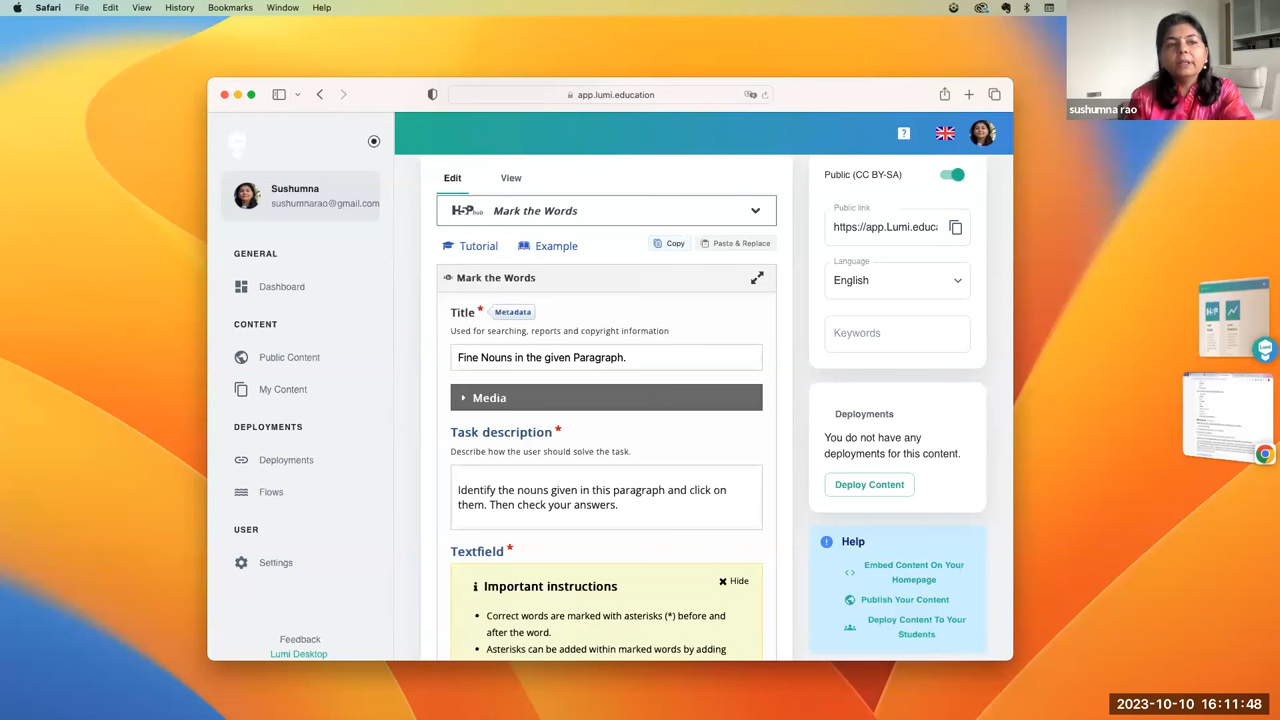 Safari File Edit View History Bookmarks Window Help
sushumna rao
app.lumi.education
Sushumna
sushumnarao@gmail.com
GENERAL
Dashboard
CONTENT
Public Content
My Content
DEPLOYMENTS
Deployments
Flows
USER
Settings
Feedback
Lumi Desktop
Edit View
H5P hub Mark the Words
Tutorial Example Copy Paste & Replace
Mark the Words
Title * Metadata
Used for searching, reports and copyright information
Fine Nouns in the given Paragraph.
Media
Task description *
Describe how the user should solve the task.
Identify the nouns given in this paragraph and click on
them. Then check your answers.
Textfield *
Important instructions Hide
• Correct words are marked with asterisks (*) before and
after the word.
• Asterisks can be added within marked words by adding
Public (CC BY-SA)
Public link
https://app.Lumi.educa
Language
English
Keywords
Deployments
You do not have any
deployments for this content.
Deploy Content
Help
Embed Content On Your
Homepage
Publish Your Content
Deploy Content To Your
Students
Lumi
2023-10-10 16:11:48